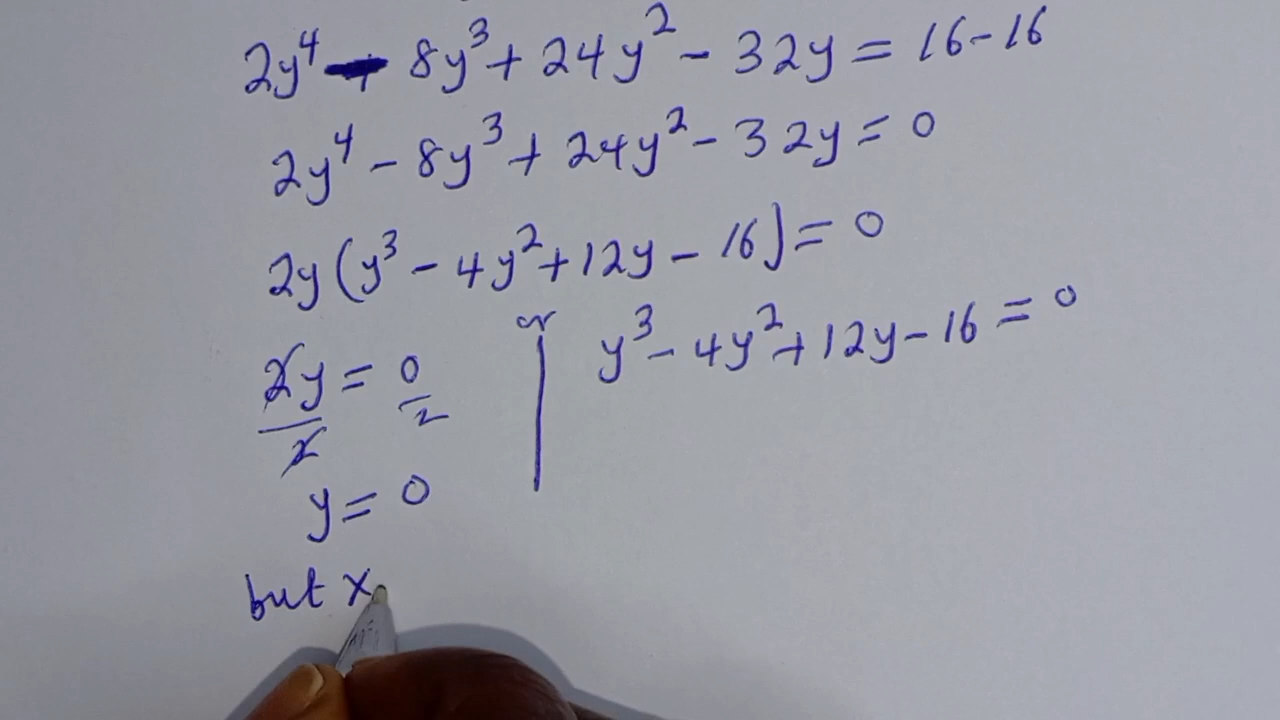 2y⁴ - 8y³ + 24y² - 32y = 16-16
2y⁴ - 8y³ + 24y² - 32y = 0
2y(y³ - 4y² + 12y - 16) = 0
2y/2 = 0/2 or y³ - 4y² + 12y - 16 = 0
y = 0
but x